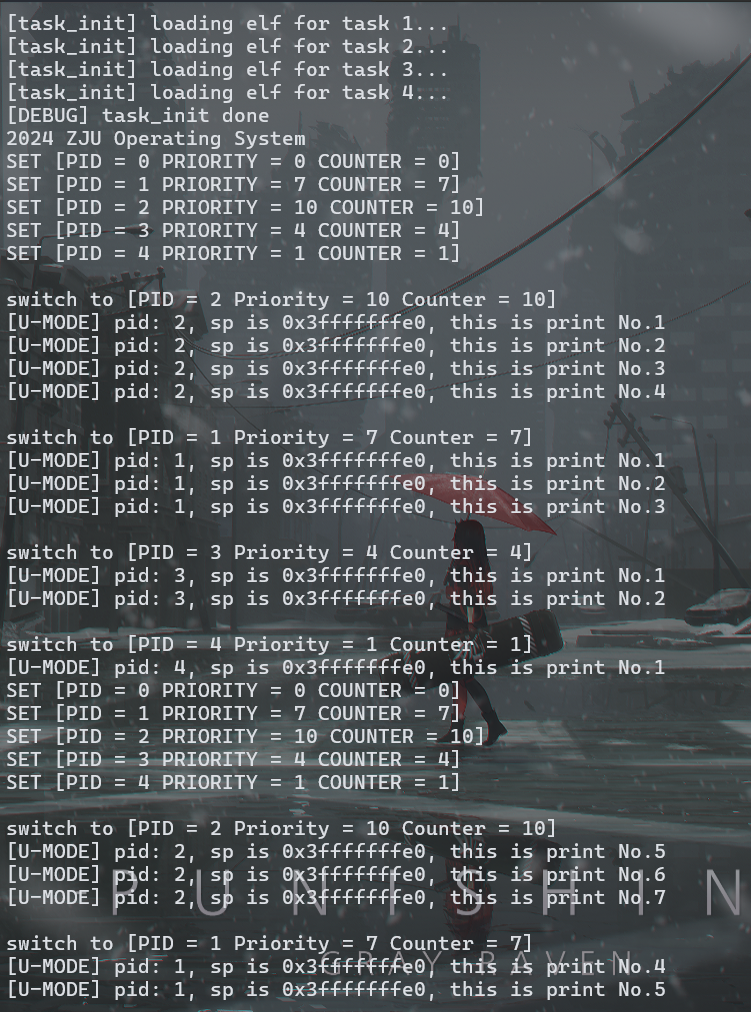 [task_init] loading elf for task 1...
[task_init] loading elf for task 2...
[task_init] loading elf for task 3...
[task_init] loading elf for task 4...
[DEBUG] task_init done
2024 ZJU Operating System
SET [PID = 0 PRIORITY = 0 COUNTER = 0]
SET [PID = 1 PRIORITY = 7 COUNTER = 7]
SET [PID = 2 PRIORITY = 10 COUNTER = 10]
SET [PID = 3 PRIORITY = 4 COUNTER = 4]
SET [PID = 4 PRIORITY = 1 COUNTER = 1]
switch to [PID = 2 Priority = 10 Counter = 10]
[U-MODE] pid: 2, sp is 0x3fffffffe0, this is print No.1
[U-MODE] pid: 2, sp is 0x3fffffffe0, this is print No.2
[U-MODE] pid: 2, sp is 0x3fffffffe0, this is print No.3
[U-MODE] pid: 2, sp is 0x3fffffffe0, this is print No.4
switch to [PID = 1 Priority = 7 Counter = 7]
[U-MODE] pid: 1, sp is 0x3fffffffe0, this is print No.1
[U-MODE] pid: 1, sp is 0x3fffffffe0, this is print No.2
[U-MODE] pid: 1, sp is 0x3fffffffe0, this is print No.3
switch to [PID = 3 Priority = 4 Counter = 4]
[U-MODE] pid: 3, sp is 0x3fffffffe0, this is print No.1
[U-MODE] pid: 3, sp is 0x3fffffffe0, this is print No.2
switch to [PID = 4 Priority = 1 Counter = 1]
[U-MODE] pid: 4, sp is 0x3fffffffe0, this is print No.1
SET [PID = 0 PRIORITY = 0 COUNTER = 0]
SET [PID = 1 PRIORITY = 7 COUNTER = 7]
SET [PID = 2 PRIORITY = 10 COUNTER = 10]
SET [PID = 3 PRIORITY = 4 COUNTER = 4]
SET [PID = 4 PRIORITY = 1 COUNTER = 1]
switch to [PID = 2 Priority = 10 Counter = 10]
[U-MODE] pid: 2, sp is 0x3fffffffe0, this is print No.5
[U-MODE] pid: 2, sp is 0x3fffffffe0, this is print No.6
[U-MODE] pid: 2, sp is 0x3fffffffe0, this is print No.7
PUNISHIN
switch to [PID = 1 Priority = 7 Counter = 7]
[U-MODE] pid: 1, sp is 0x3fffffffe0, this is print No.4
GRAY RAVEN
[U-MODE] pid: 1, sp is 0x3fffffffe0, this is print No.5